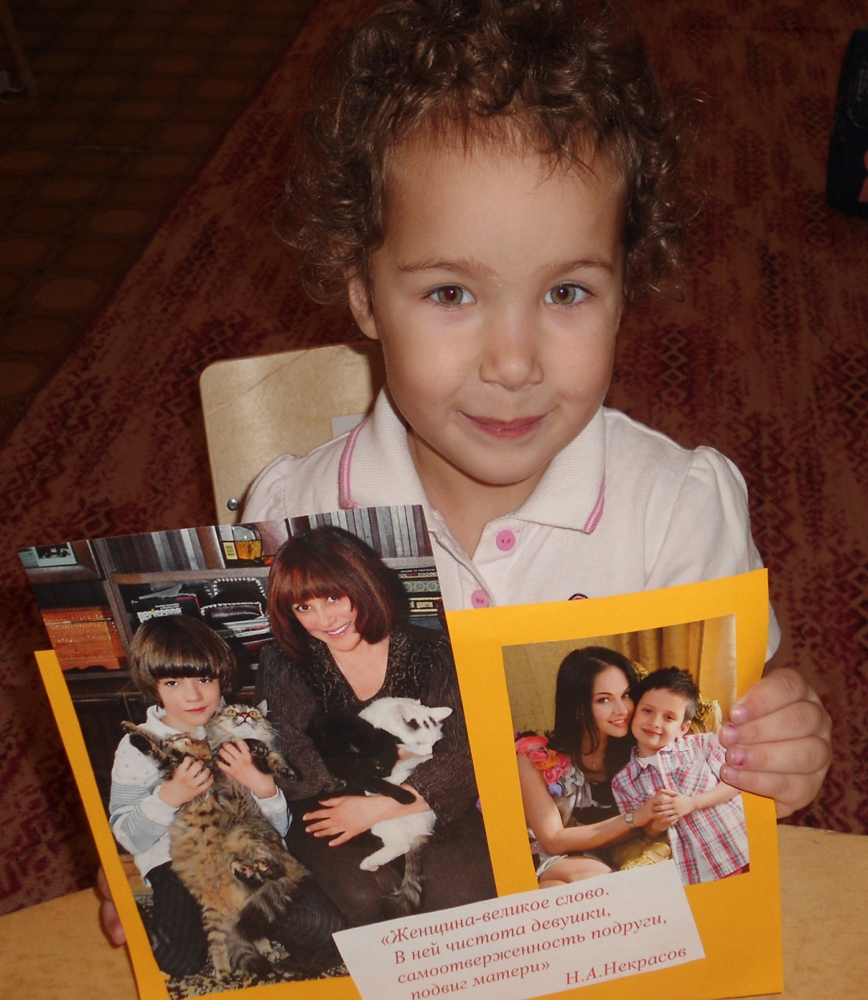 «Женщина-великое слово.
В ней чистота девушки,
самоотверженность подруги,
подвиг матери»
Н.А.Некрасов